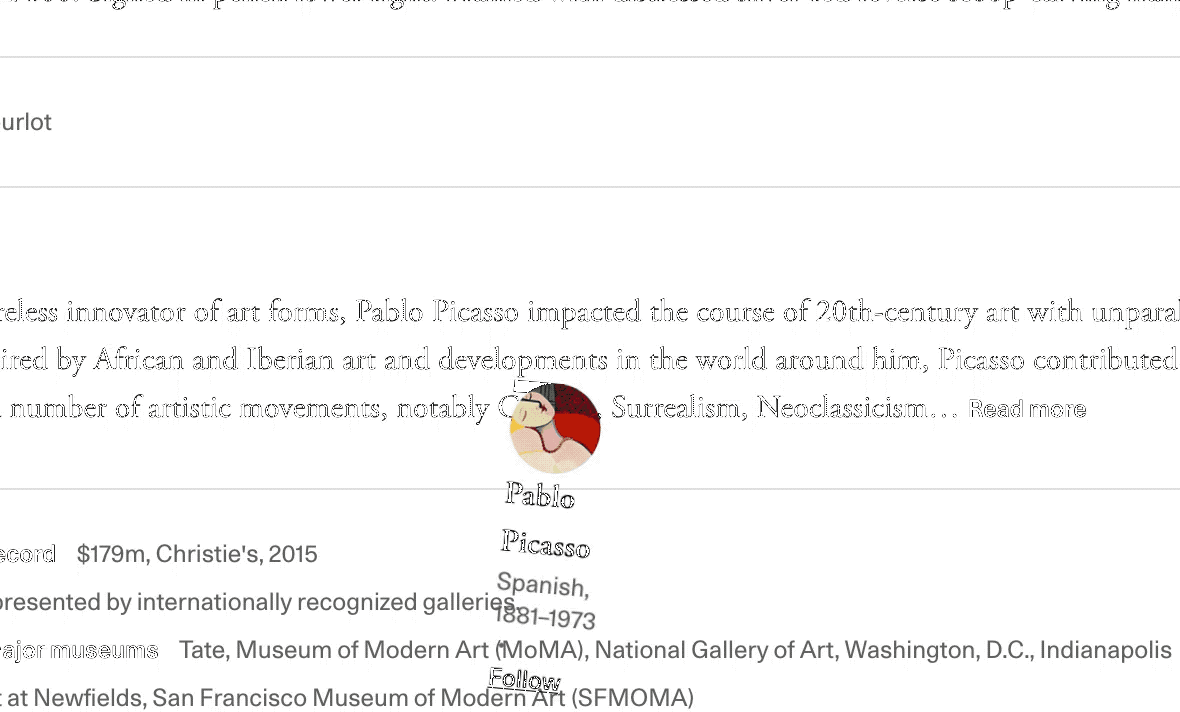 urlot
reless innovator of art forms, Pablo Picasso impacted the course of 20th-century art with unparal
ired by African and Iberian art and developments in the world around him, Picasso contributed
number of artistic movements, notably Surrealism, Neoclassicism… Read more
Pablo
Picasso
Spanish,
1881–1973
Follow
ecord $179m, Christie's, 2015
presented by internationally recognized galleries.
ajor museums Tate, Museum of Modern Art (MoMA), National Gallery of Art, Washington, D.C., Indianapolis
t at Newfields, San Francisco Museum of Modern Art (SFMOMA)